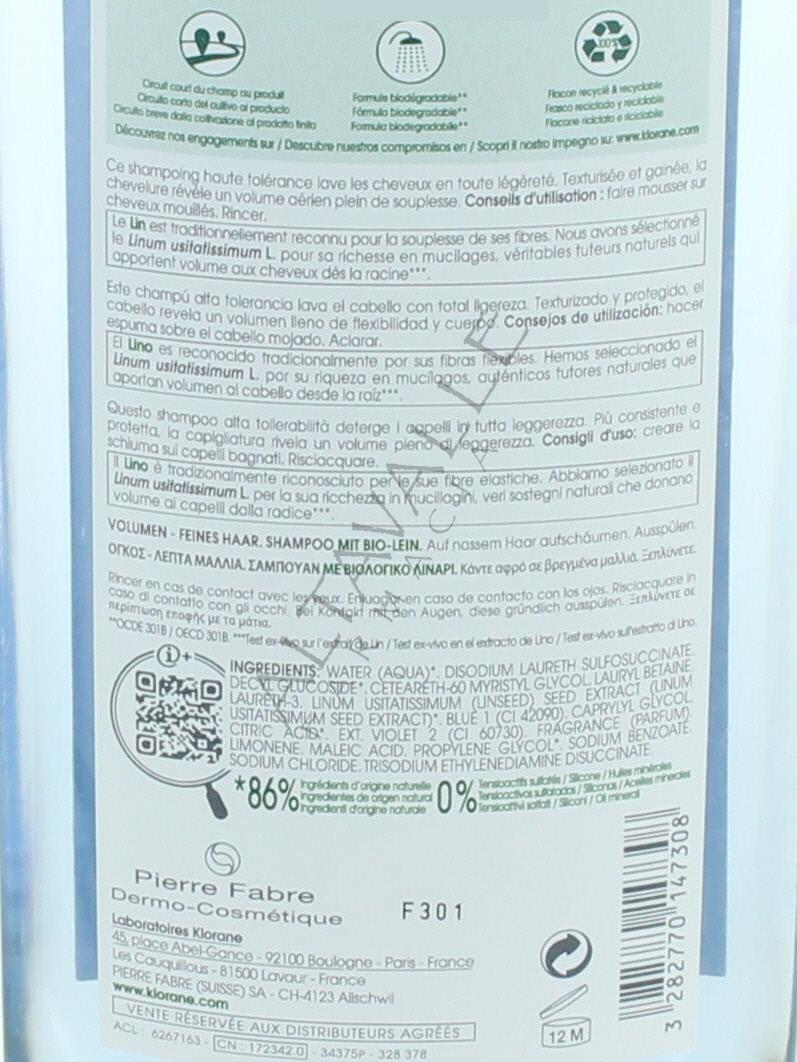 100%
Circuit court du champ au produit
Circuito corto del cultivo al producto
Circuito breve dalla coltivazione al prodotto finito
Formule biodégradable**
Fórmula biodegradable**
Formula biodegradabile**
Flacon recyclé & recyclable
Frasco reciclado y reciclable
Flacone riciclato e riciclabile
Découvrez nos engagements sur / Descubre nuestros compromisos en / Scopri il nostro impegno su: www.klorane.com
Ce shampoing haute tolérance lave les cheveux en toute légèreté. Texturisée et gainée, la
chevelure révèle un volume aérien plein de souplesse. Conseils d'utilisation : faire mousser sur
cheveux mouillés. Rincer.
Le Lin est traditionnellement reconnu pour la souplesse de ses fibres. Nous avons sélectionné
le Linum usitatissimum L. pour sa richesse en mucilages, véritables tuteurs naturels qui
apportent volume aux cheveux dès la racine***.
Este champú alta tolerancia lava el cabello con total ligereza. Texturizado y protegido, el
cabello revela un volumen lleno de flexibilidad y cuerpo. Consejos de utilización: hacer
espuma sobre el cabello mojado. Aclarar.
El Lino es reconocido tradicionalmente por sus fibras flexibles. Hemos seleccionado el
Linum usitatissimum L. por su riqueza en mucílagos, auténticos tutores naturales que
aportan volumen al cabello desde la raíz***.
Questo shampoo alta tollerabilità deterge i capelli in tutta leggerezza. Più consistente e
protetta, la capigliatura rivela un volume pieno di leggerezza. Consigli d'uso: creare la
schiuma sui capelli bagnati. Risciacquare.
Il Lino è tradizionalmente riconosciuto per le sue fibre elastiche. Abbiamo selezionato il
Linum usitatissimum L. per la sua ricchezza in mucillagini, veri sostegni naturali che donano
volume ai capelli dalla radice***.
VOLUMEN - FEINES HAAR. SHAMPOO MIT BIO-LEIN. Auf nassem Haar aufschäumen. Ausspülen.
ΟΓΚΟΣ - ΛΕΠΤΑ ΜΑΛΛΙΑ. ΣΑΜΠΟΥΑΝ ΜΕ ΒΙΟΛΟΓΙΚΟ ΛΙΝΑΡΙ. Κάντε αφρό σε βρεγμένα μαλλιά. Ξεπλύνετε.
Rincer en cas de contact avec les yeux. Enjuagar en caso de contacto con los ojos. Risciacquare in
caso di contatto con gli occhi. Bei Kontakt mit den Augen, diese gründlich ausspülen. Ξεπλύνετε σε
περίπτωση επαφής με τα μάτια.
**OCDE 301B / OECD 301B. ***Test ex-vivo sur l'extrait de Lin / Test ex-vivo en el extracto de Lino / Test ex-vivo sull'estratto di Lino.
i+
INGREDIENTS: WATER (AQUA)*. DISODIUM LAURETH SULFOSUCCINATE.
DECYL GLUCOSIDE*. CETEARETH-60 MYRISTYL GLYCOL. LAURYL BETAINE.
LAURETH-3. LINUM USITATISSIMUM (LINSEED) SEED EXTRACT (LINUM
USITATISSIMUM SEED EXTRACT)*. BLUE 1 (CI 42090). CAPRYLYL GLYCOL.
CITRIC ACID*. EXT. VIOLET 2 (CI 60730). FRAGRANCE (PARFUM).
LIMONENE. MALEIC ACID. PROPYLENE GLYCOL*. SODIUM BENZOATE.
SODIUM CHLORIDE. TRISODIUM ETHYLENEDIAMINE DISUCCINATE.
*86% Ingrédients d'origine naturelle
Ingredientes de origen natural
Ingredienti d'origine naturale
0% Tensioactifs sulfatés / Silicone / Huiles minérales
Tensioactivos sulfatados / Siliconas / Aceites minerales
Tensioattivi solfati / Siliconi / Oli minerali
Pierre Fabre
Dermo-Cosmétique
F301
Laboratoires Klorane
45, place Abel-Gance - 92100 Boulogne - Paris - France
Les Cauquillous - 81500 Lavaur - France
PIERRE FABRE (SUISSE) SA - CH-4123 Allschwil
www.klorane.com
VENTE RÉSERVÉE AUX DISTRIBUTEURS AGRÉÉS
ACL : 6267163 - CN : 172342.0 - 34375P - 328 378
12 M
3 282770 147308
ALTAVALLE
FARMACIA